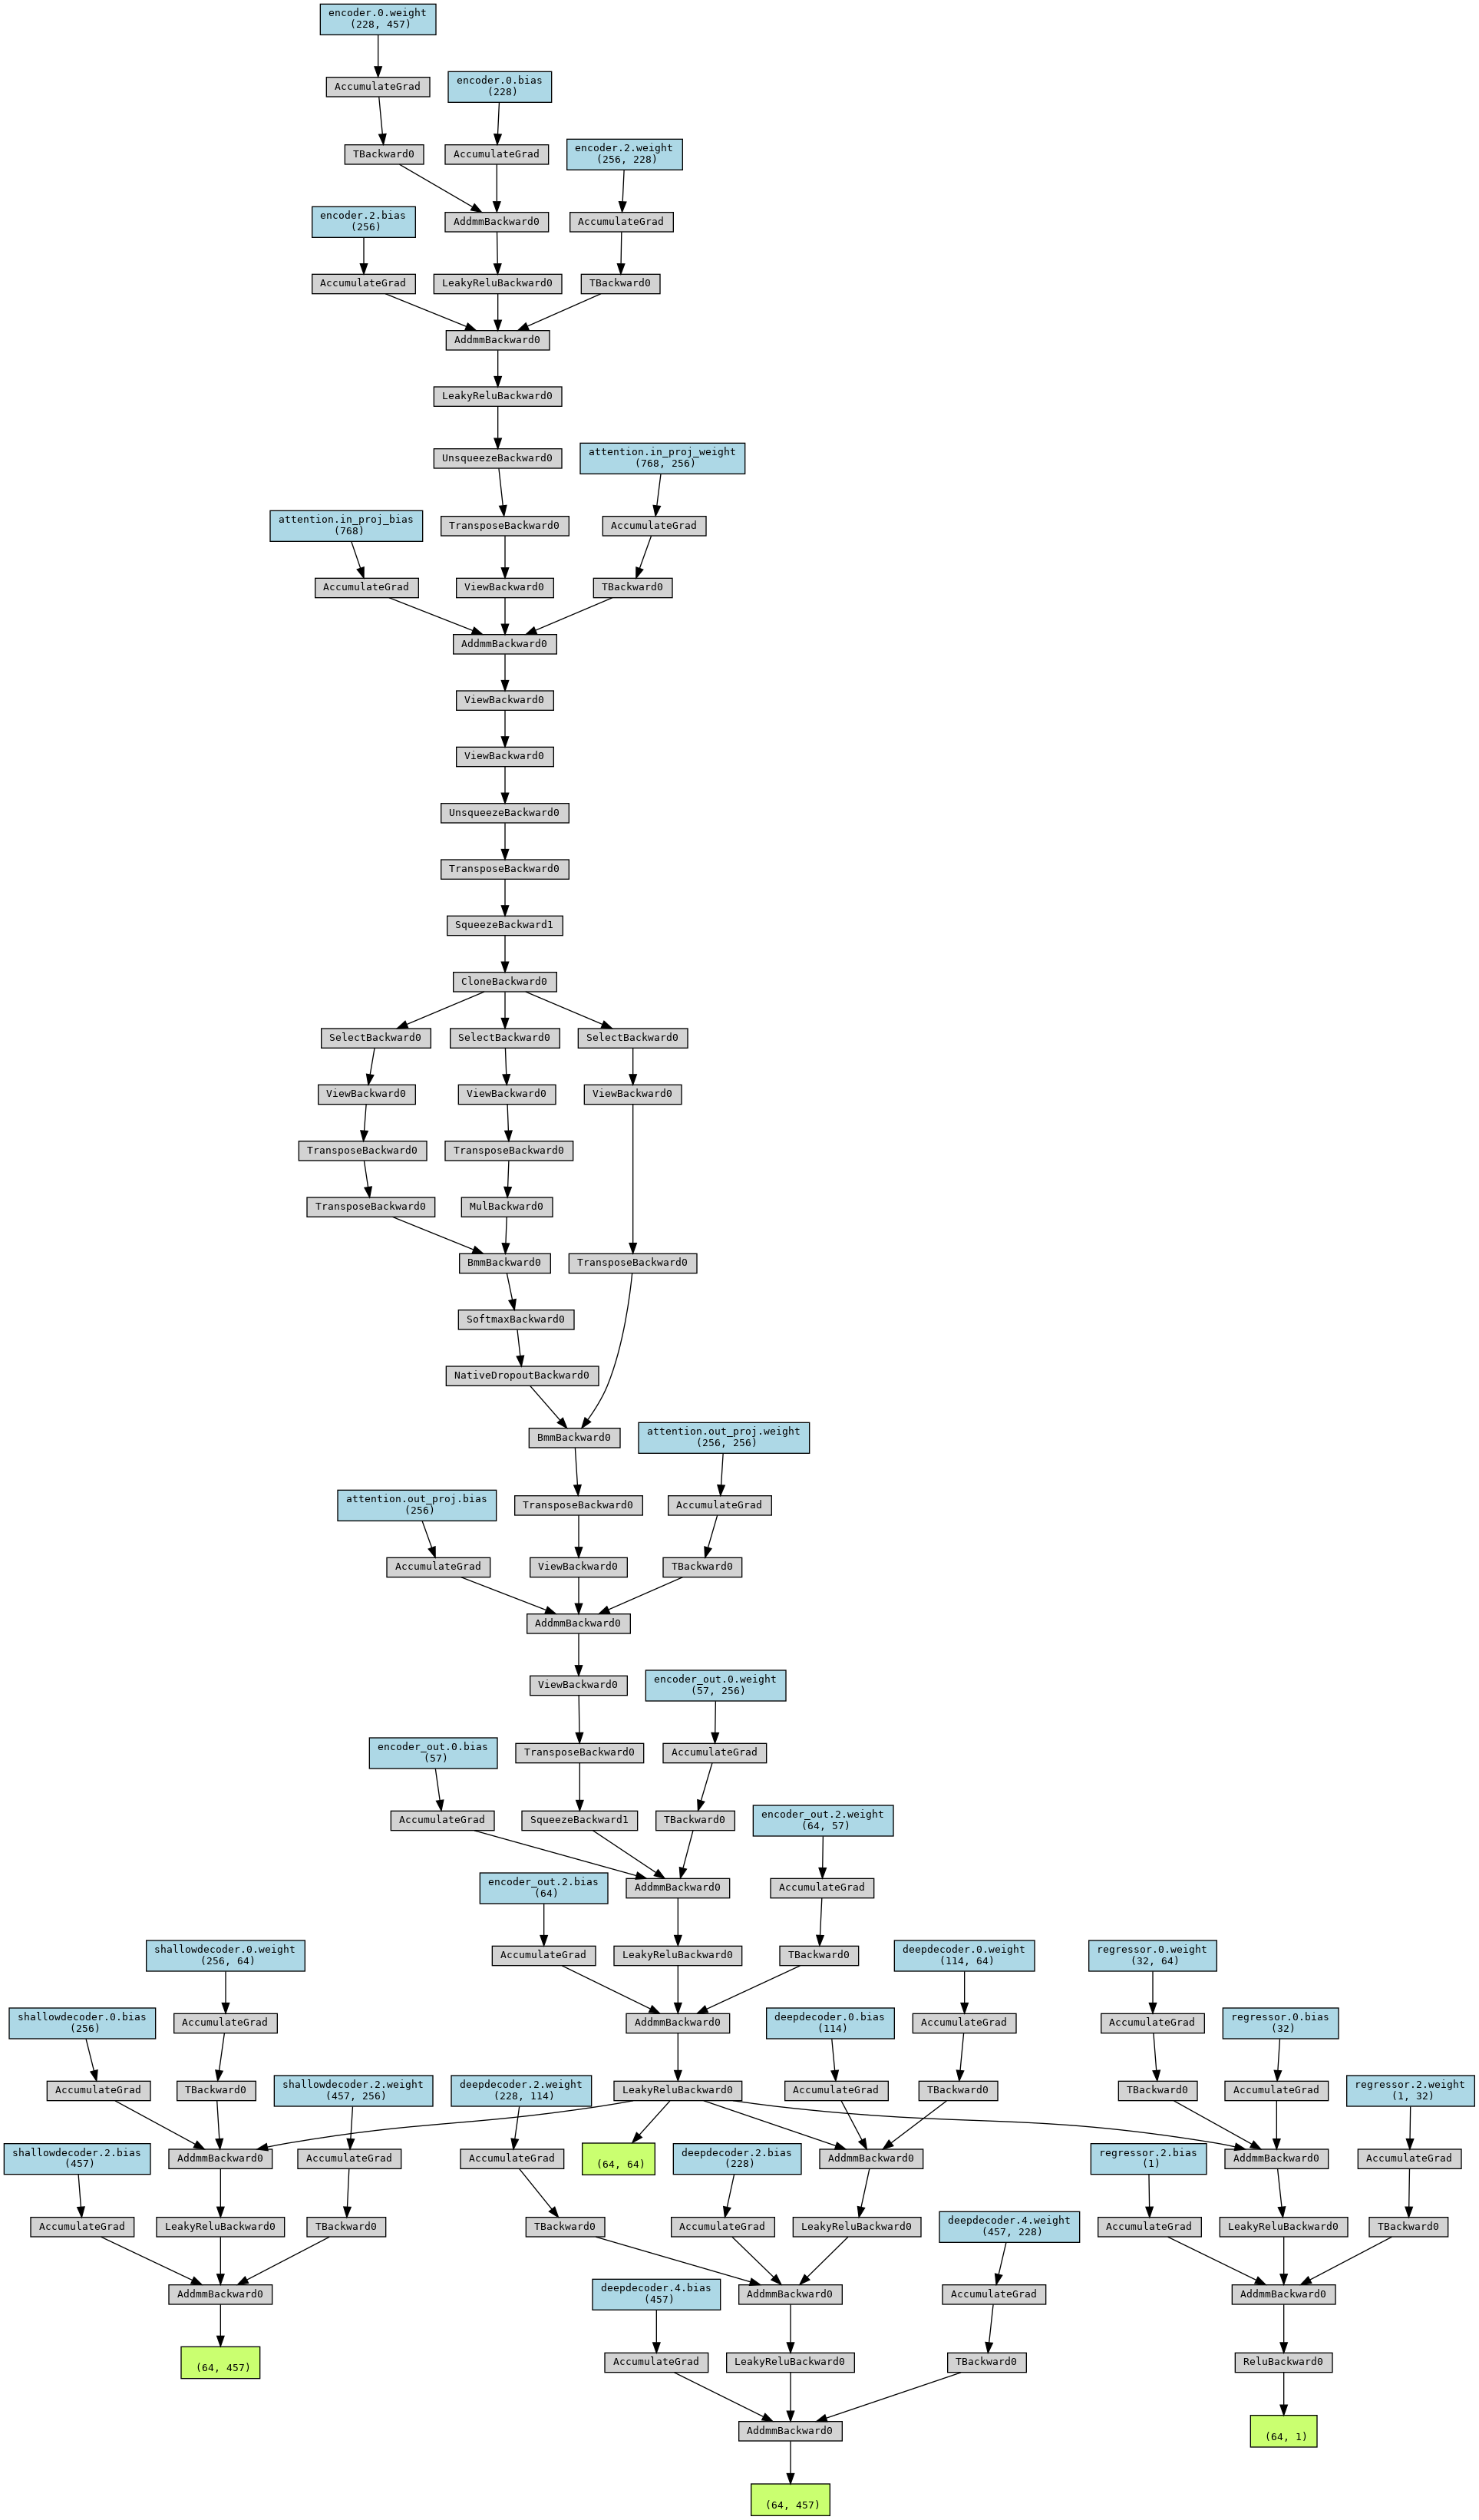 encoder.0.weight
(228, 457)
AccumulateGrad
encoder.0.bias
(228)
TBackward0
AccumulateGrad
encoder.2.weight
(256, 228)
encoder.2.bias
(256)
AddmmBackward0
AccumulateGrad
AccumulateGrad
LeakyReluBackward0
TBackward0
AddmmBackward0
LeakyReluBackward0
UnsqueezeBackward0
attention.in_proj_weight
(768, 256)
attention.in_proj_bias
(768)
TransposeBackward0
AccumulateGrad
AccumulateGrad
ViewBackward0
TBackward0
AddmmBackward0
ViewBackward0
ViewBackward0
UnsqueezeBackward0
TransposeBackward0
SqueezeBackward1
CloneBackward0
SelectBackward0
SelectBackward0
SelectBackward0
ViewBackward0
ViewBackward0
ViewBackward0
TransposeBackward0
TransposeBackward0
TransposeBackward0
MulBackward0
BmmBackward0
TransposeBackward0
SoftmaxBackward0
NativeDropoutBackward0
BmmBackward0
attention.out_proj.weight
(256, 256)
attention.out_proj.bias
(256)
TransposeBackward0
AccumulateGrad
AccumulateGrad
ViewBackward0
TBackward0
AddmmBackward0
ViewBackward0
encoder_out.0.weight
(57, 256)
encoder_out.0.bias
(57)
TransposeBackward0
AccumulateGrad
AccumulateGrad
SqueezeBackward1
TBackward0
encoder_out.2.weight
(64, 57)
encoder_out.2.bias
(64)
AddmmBackward0
AccumulateGrad
shallowdecoder.0.weight
(256, 64)
AccumulateGrad
LeakyReluBackward0
TBackward0
deepdecoder.0.weight
(114, 64)
regressor.0.weight
(32, 64)
shallowdecoder.0.bias
(256)
AccumulateGrad
AddmmBackward0
deepdecoder.0.bias
(114)
AccumulateGrad
AccumulateGrad
regressor.0.bias
(32)
AccumulateGrad
TBackward0
shallowdecoder.2.weight
(457, 256)
deepdecoder.2.weight
(228, 114)
LeakyReluBackward0
AccumulateGrad
TBackward0
TBackward0
AccumulateGrad
regressor.2.weight
(1, 32)
shallowdecoder.2.bias
(457)
AddmmBackward0
AccumulateGrad
AccumulateGrad
(64, 64)
deepdecoder.2.bias
(228)
AddmmBackward0
regressor.2.bias
(1)
AddmmBackward0
AccumulateGrad
AccumulateGrad
LeakyReluBackward0
TBackward0
TBackward0
AccumulateGrad
LeakyReluBackward0
deepdecoder.4.weight
(457, 228)
AccumulateGrad
LeakyReluBackward0
TBackward0
AddmmBackward0
deepdecoder.4.bias
(457)
AddmmBackward0
AccumulateGrad
AddmmBackward0
(64, 457)
AccumulateGrad
LeakyReluBackward0
TBackward0
ReluBackward0
AddmmBackward0
(64, 1)
(64, 457)